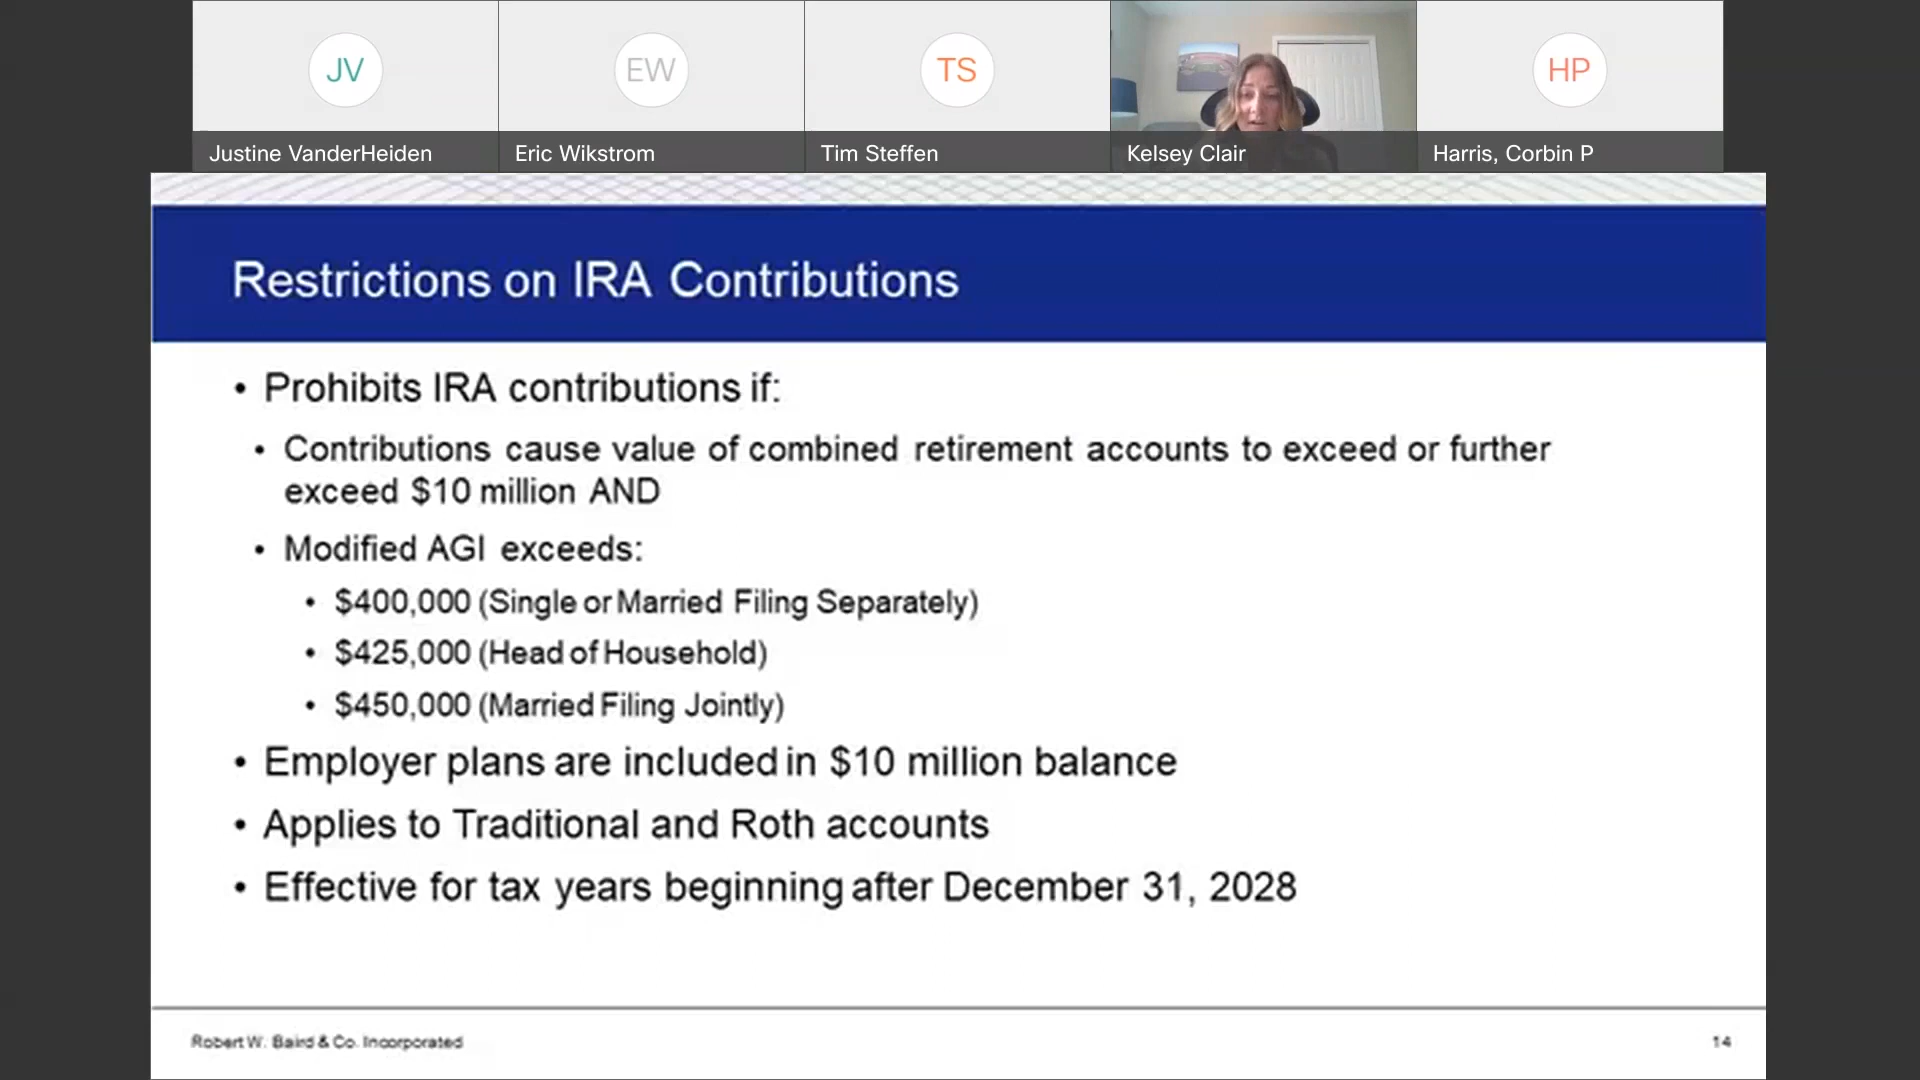 JV
EW
TS
HP
Justine VanderHeiden
Eric Wikstrom
Tim Steffen
Kelsey Clair
Harris, Corbin P
Restrictions on IRA Contributions
• Prohibits IRA contributions if:
• Contributions cause value of combined retirement accounts to exceed or further
exceed $10 million AND
• Modified AGI exceeds:
• $400,000 (Single or Married Filing Separately)
• $425,000 (Head of Household)
• $450,000 (Married Filing Jointly)
• Employer plans are included in $10 million balance
• Applies to Traditional and Roth accounts
• Effective for tax years beginning after December 31, 2028
Robert W. Baird & Co. Incorporated
14